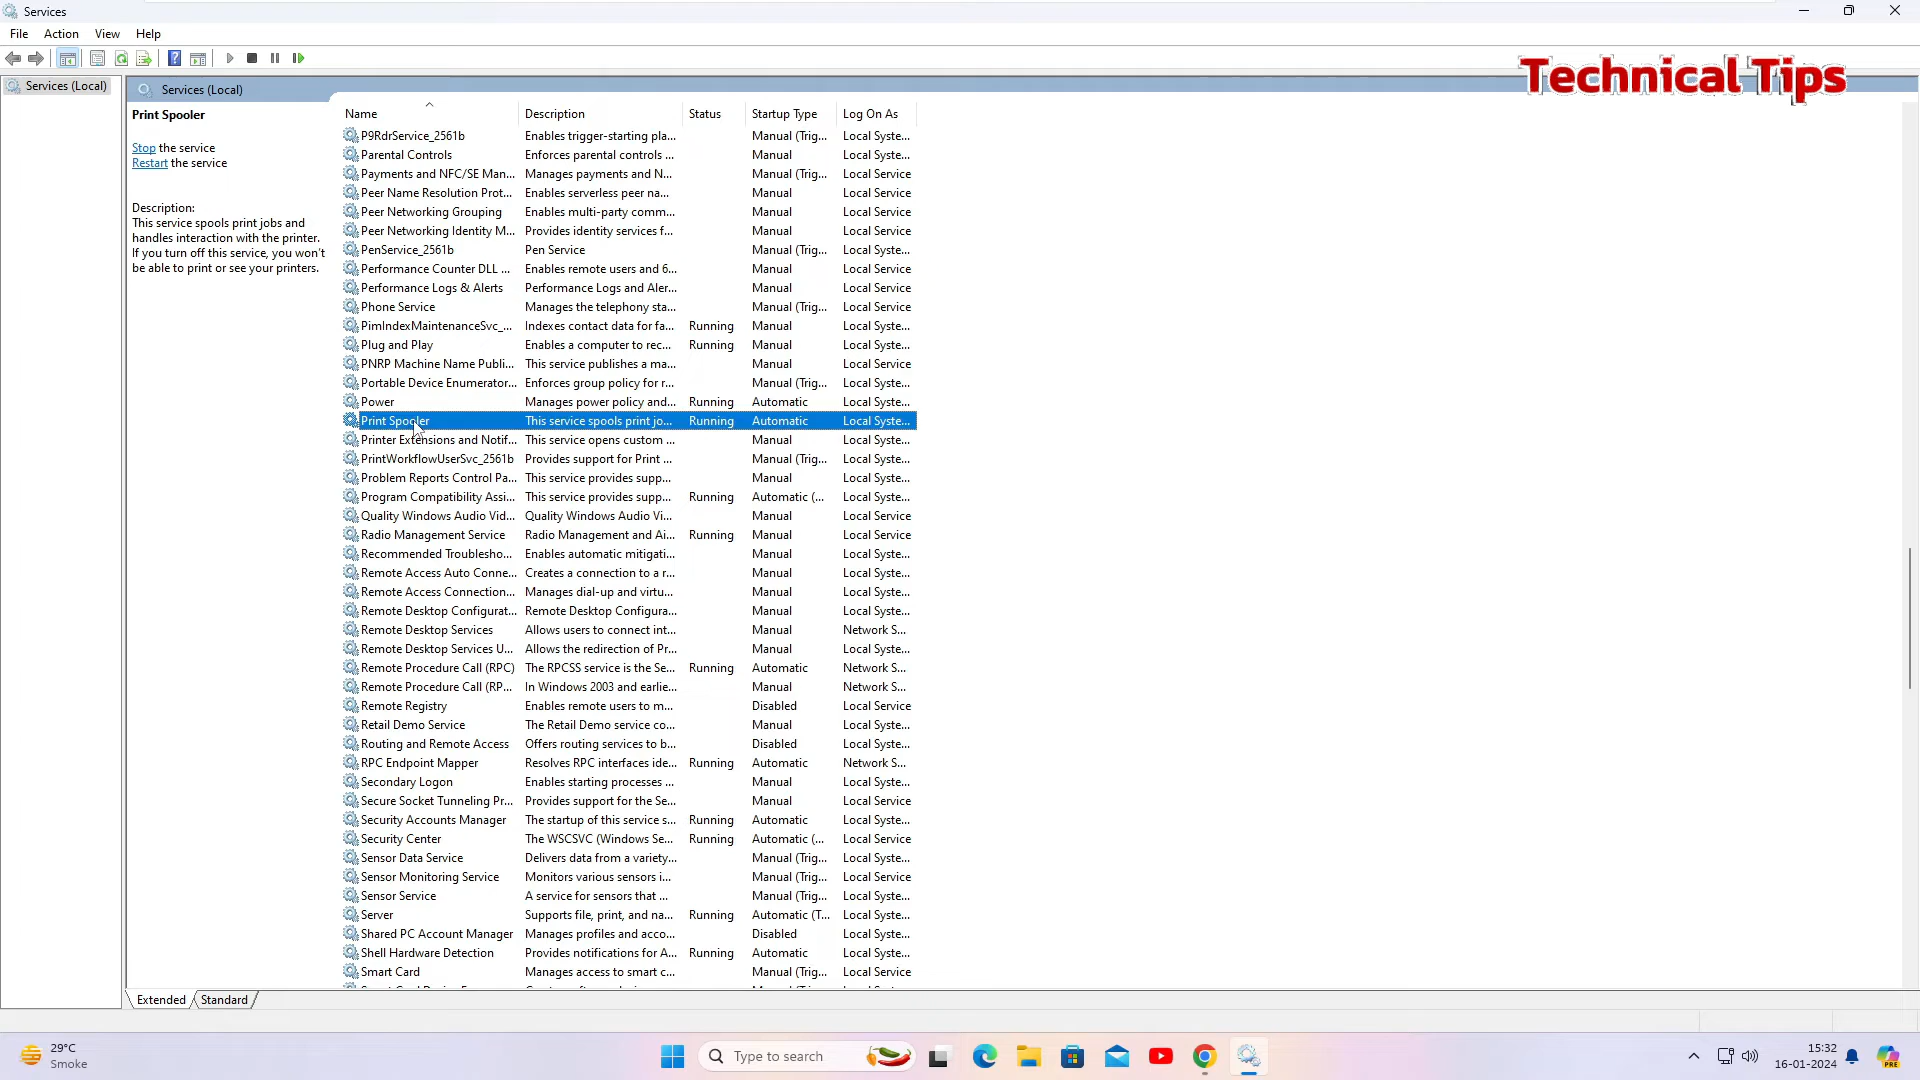 Services
File Action View Help
Technical Tips
Services (Local)
Services (Local)
Print Spooler
Stop the service
Restart the service
Description:
This service spools print jobs and
handles interaction with the printer.
If you turn off this service, you won't
be able to print or see your printers.
Name Description Status Startup Type Log On As
P9RdrService_2561b Enables trigger-starting pla... Manual (Trig... Local Syste...
Parental Controls Enforces parental controls ... Manual Local Syste...
Payments and NFC/SE Man... Manages payments and N... Manual (Trig... Local Service
Peer Name Resolution Prot... Enables serverless peer na... Manual Local Service
Peer Networking Grouping Enables multi-party comm... Manual Local Service
Peer Networking Identity M... Provides identity services f... Manual Local Service
PenService_2561b Pen Service Manual (Trig... Local Syste...
Performance Counter DLL ... Enables remote users and 6... Manual Local Service
Performance Logs & Alerts Performance Logs and Aler... Manual Local Service
Phone Service Manages the telephony sta... Manual (Trig... Local Service
PimIndexMaintenanceSvc_... Indexes contact data for fa... Running Manual Local Syste...
Plug and Play Enables a computer to rec... Running Manual Local Syste...
PNRP Machine Name Publi... This service publishes a ma... Manual Local Service
Portable Device Enumerator... Enforces group policy for r... Manual (Trig... Local Syste...
Power Manages power policy and... Running Automatic Local Syste...
Print Spooler This service spools print jo... Running Automatic Local Syste...
Printer Extensions and Notif... This service opens custom ... Manual Local Syste...
PrintWorkflowUserSvc_2561b Provides support for Print ... Manual (Trig... Local Syste...
Problem Reports Control Pa... This service provides supp... Manual Local Syste...
Program Compatibility Assi... This service provides supp... Running Automatic (... Local Syste...
Quality Windows Audio Vid... Quality Windows Audio Vi... Manual Local Service
Radio Management Service Radio Management and Ai... Running Manual Local Service
Recommended Troublesho... Enables automatic mitigati... Manual Local Syste...
Remote Access Auto Conne... Creates a connection to a r... Manual Local Syste...
Remote Access Connection... Manages dial-up and virtu... Manual Local Syste...
Remote Desktop Configurat... Remote Desktop Configura... Manual Local Syste...
Remote Desktop Services Allows users to connect int... Manual Network S...
Remote Desktop Services U... Allows the redirection of Pr... Manual Local Syste...
Remote Procedure Call (RPC) The RPCSS service is the Se... Running Automatic Network S...
Remote Procedure Call (RP... In Windows 2003 and earlie... Manual Network S...
Remote Registry Enables remote users to m... Disabled Local Service
Retail Demo Service The Retail Demo service co... Manual Local Syste...
Routing and Remote Access Offers routing services to b... Disabled Local Syste...
RPC Endpoint Mapper Resolves RPC interfaces ide... Running Automatic Network S...
Secondary Logon Enables starting processes ... Manual Local Syste...
Secure Socket Tunneling Pr... Provides support for the Se... Manual Local Service
Security Accounts Manager The startup of this service s... Running Automatic Local Syste...
Security Center The WSCSVC (Windows Se... Running Automatic (... Local Service
Sensor Data Service Delivers data from a variety... Manual (Trig... Local Syste...
Sensor Monitoring Service Monitors various sensors i... Manual (Trig... Local Service
Sensor Service A service for sensors that ... Manual (Trig... Local Syste...
Server Supports file, print, and na... Running Automatic (T... Local Syste...
Shared PC Account Manager Manages profiles and acco... Disabled Local Syste...
Shell Hardware Detection Provides notifications for A... Running Automatic Local Syste...
Smart Card Manages access to smart c... Manual (Trig... Local Service
Extended Standard
29°C
Smoke
Type to search
15:32
16-01-2024
PRE